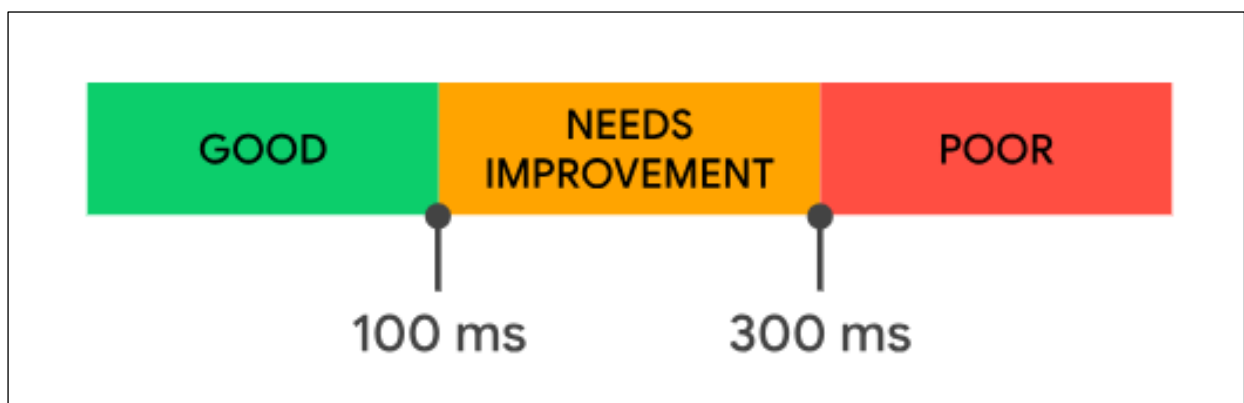 GOOD
NEEDS
IMPROVEMENT
POOR
100 ms
300 ms